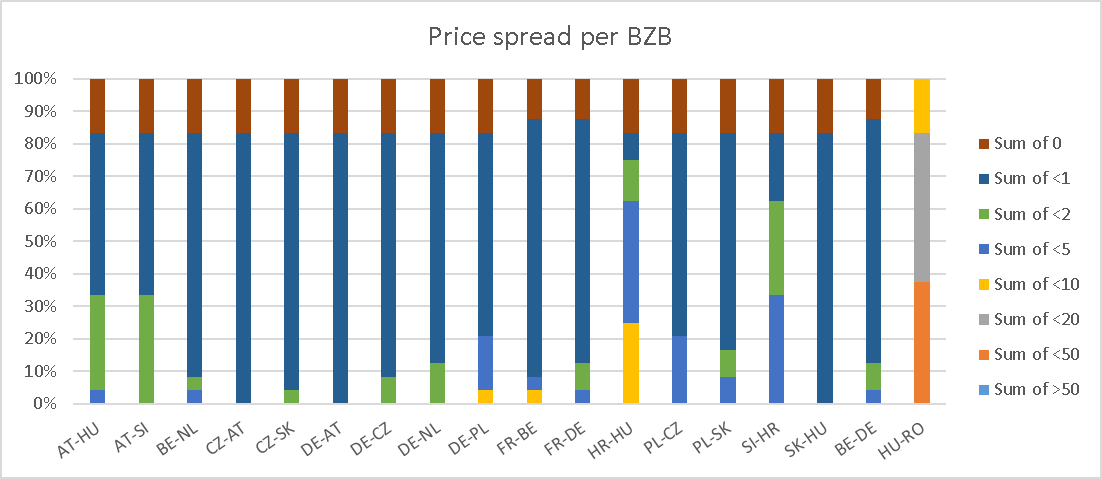 Price spread per BZB
100%
90%
80%
70%
60%
50%
40%
30%
20%
10%
0%
AT-HU
AT-SI
BE-NL
CZ-AT
CZ-SK
DE-AT
DE-CZ
DE-NL
DE-PL
FR-BE
FR-DE
HR-HU
PL-CZ
PL-SK
SI-HR
SK-HU
BE-DE
HU-RO
Sum of 0
Sum of <1
Sum of <2
Sum of <5
Sum of <10
Sum of <20
Sum of <50
Sum of >50